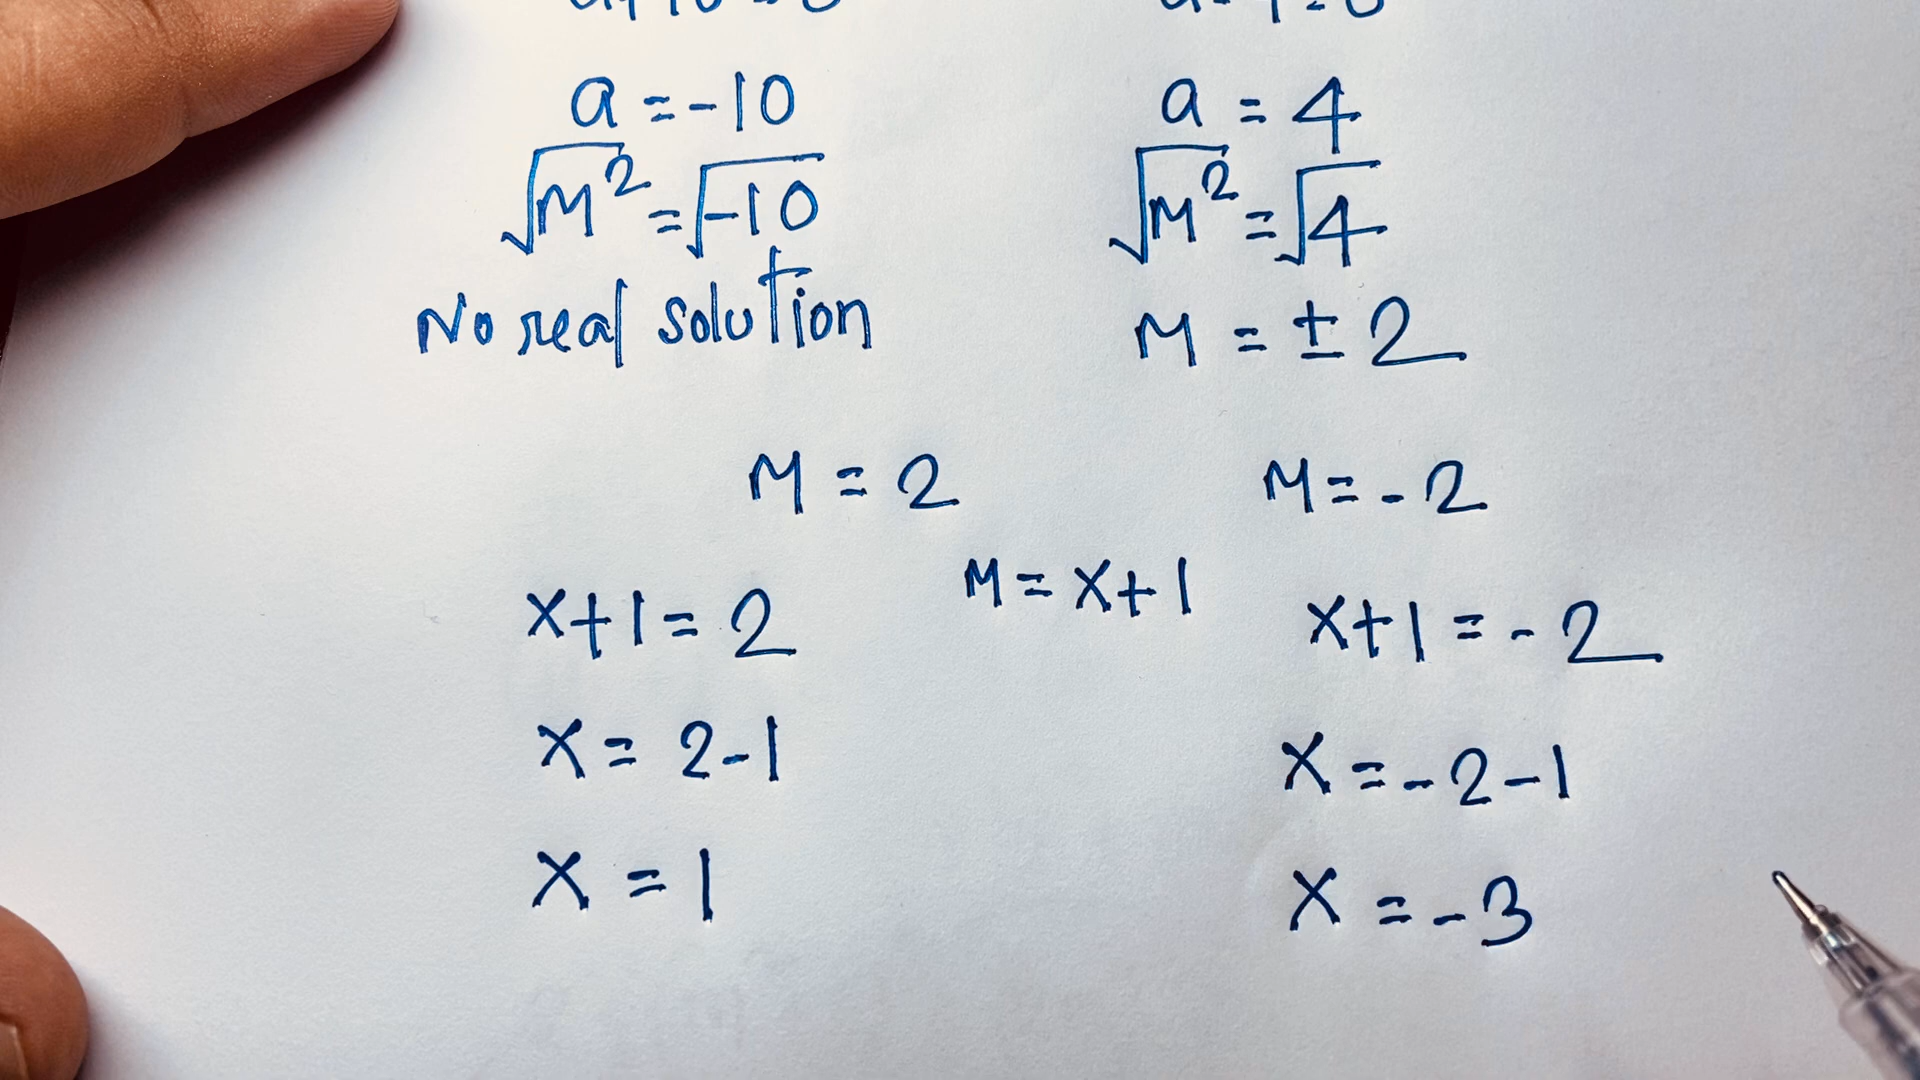 a = -10 a = 4
√M² = √-10 √M² = √4
No real solution M = ± 2
M = 2 M = - 2
M = x+1
x+1 = 2 x+1 = - 2
x = 2-1 x = -2-1
x = 1 x = -3